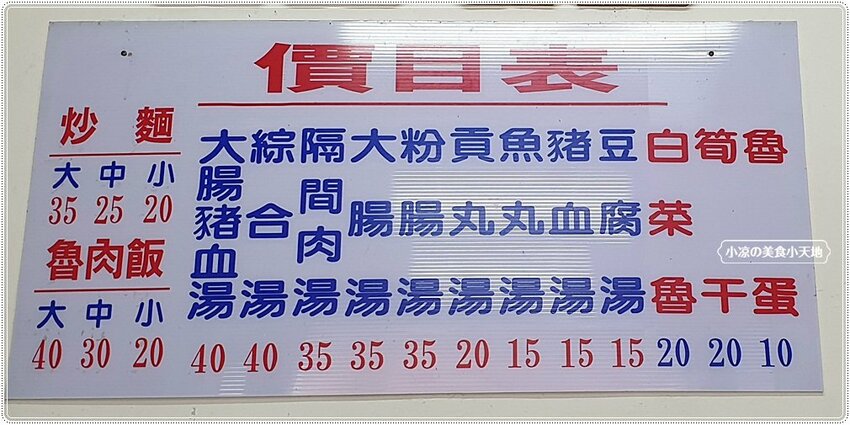 價目表
炒麵
大 中 小
35 25 20
魯肉飯
大 中 小
40 30 20
大腸豬血湯 40
綜合湯 40
隔間肉湯 35
大腸湯 35
粉腸湯 35
貢丸湯 20
魚丸湯 15
豬血湯 15
豆腐湯 15
白菜魯 20
筍干 20
魯蛋 10
小凉の美食小天地